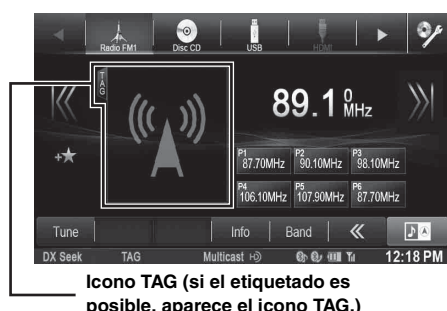 Radio FM1
Disc CD
USB
HDMI
TAG
89.1 0 MHz
P1 87.70MHz
P2 90.10MHz
P3 98.10MHz
P4 106.10MHz
P5 107.90MHz
P6 87.70MHz
Tune
Info
Band
DX Seek
TAG
Multicast
12:18 PM
Icono TAG (si el etiquetado es
posible, aparece el icono TAG.)